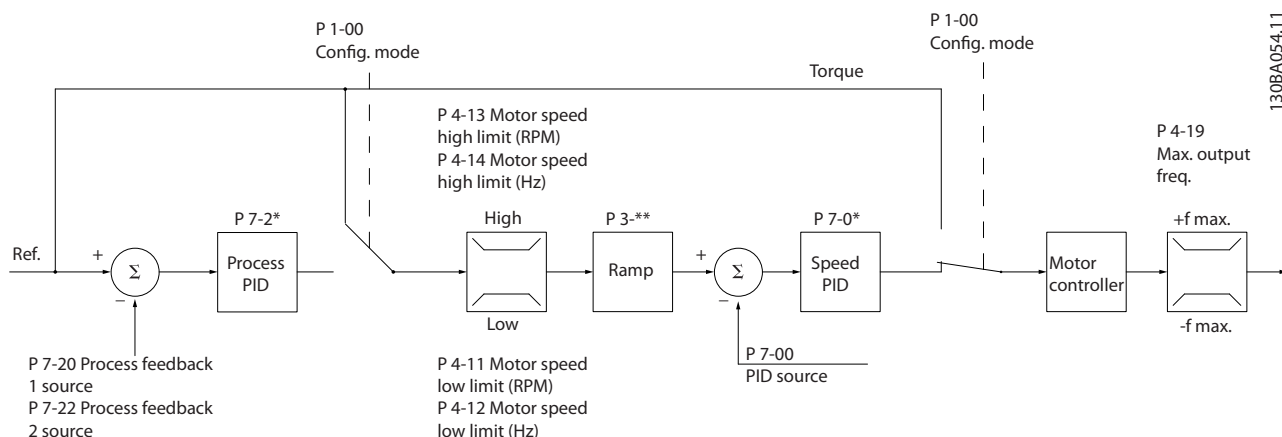 P 1-00
Config. mode
P 1-00
Config. mode
130BA054.11
Torque
P 4-13 Motor speed
high limit (RPM)
P 4-14 Motor speed
high limit (Hz)
P 4-19
Max. output
freq.
P 7-2*
High
P 3-**
P 7-0*
+f max.
Ref.
+
Σ
_
Process
PID
Ramp
+
Σ
_
Speed
PID
Motor
controller
Low
-f max.
P 7-20 Process feedback
1 source
P 7-22 Process feedback
2 source
P 4-11 Motor speed
low limit (RPM)
P 4-12 Motor speed
low limit (Hz)
P 7-00
PID source